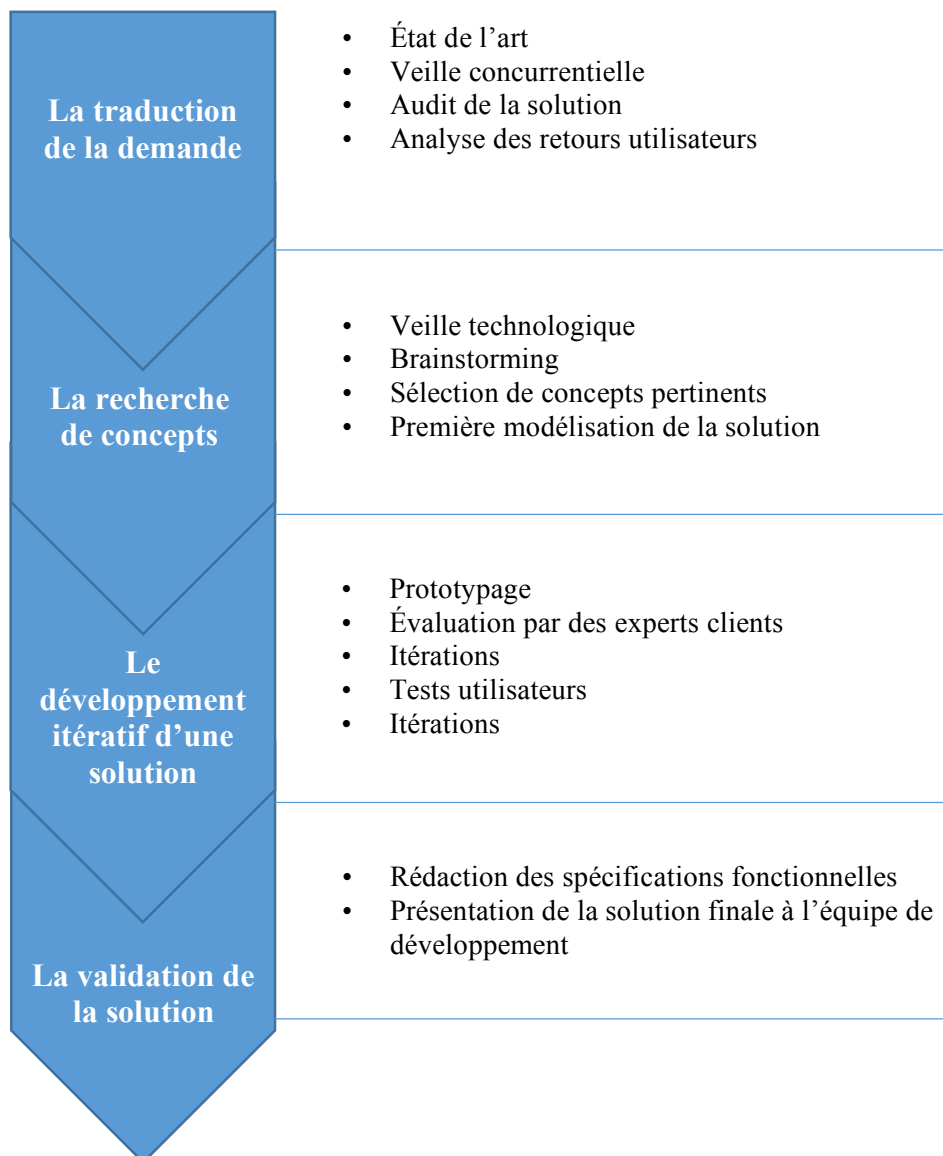 La traduction
de la demande
• État de l’art
• Veille concurrentielle
• Audit de la solution
• Analyse des retours utilisateurs
La recherche
de concepts
• Veille technologique
• Brainstorming
• Sélection de concepts pertinents
• Première modélisation de la solution
Le
développement
itératif d’une
solution
• Prototypage
• Évaluation par des experts clients
• Itérations
• Tests utilisateurs
• Itérations
La validation de
la solution
• Rédaction des spécifications fonctionnelles
• Présentation de la solution finale à l’équipe de
développement